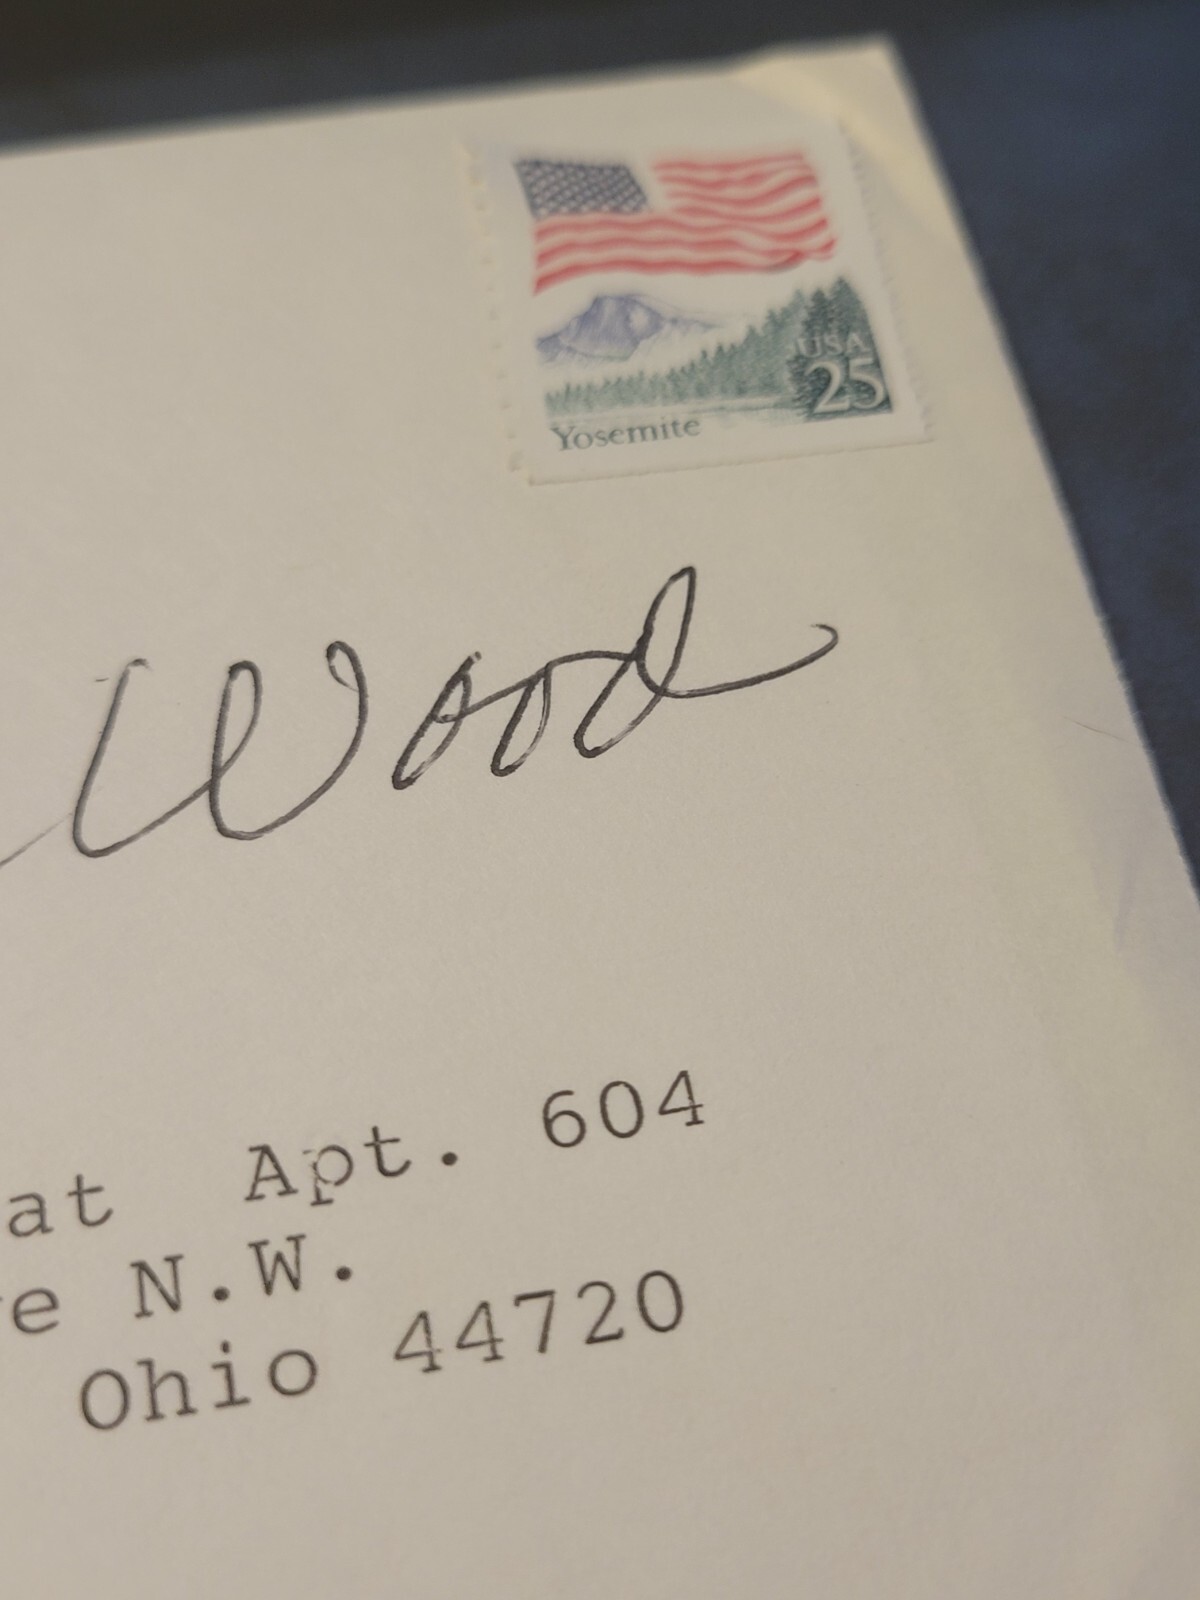 USA
25
Yosemite
Wood
at Apt. 604
e N.W.
Ohio 44720